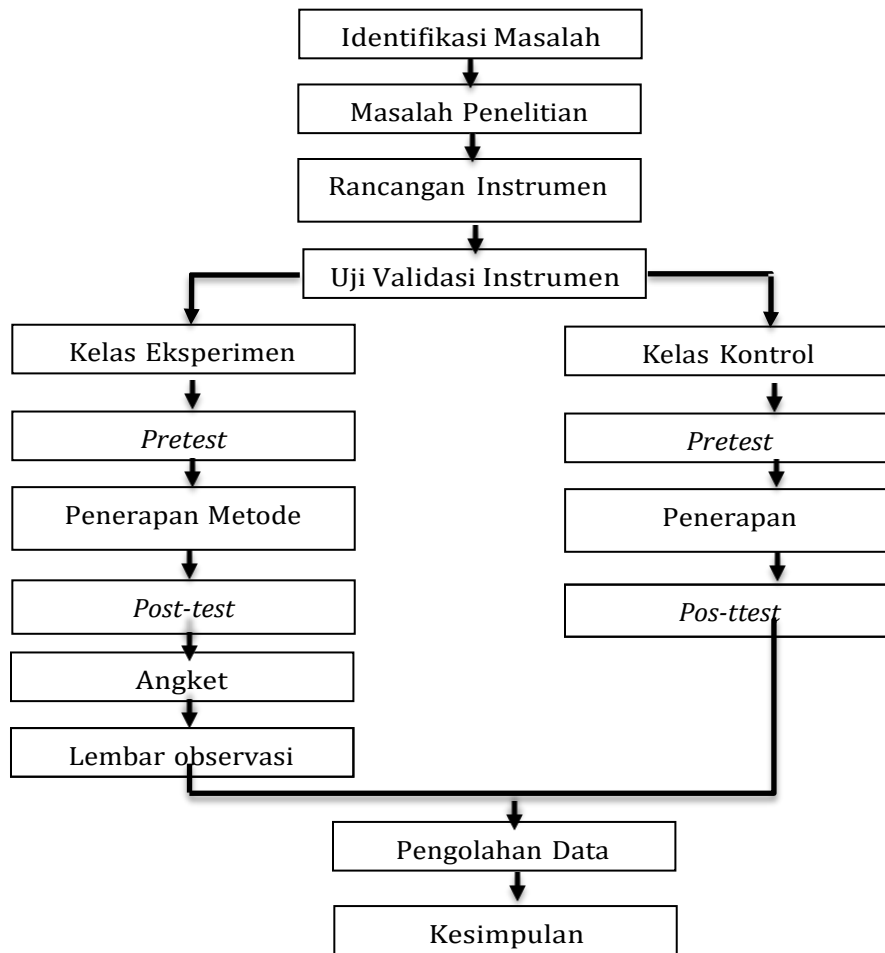 Identifikasi Masalah
Masalah Penelitian
Rancangan Instrumen
Uji Validasi Instrumen
Kelas Eksperimen
Pretest
Penerapan Metode
Post-test
Angket
Lembar observasi
Kelas Kontrol
Pretest
Penerapan
Pos-ttest
Pengolahan Data
Kesimpulan